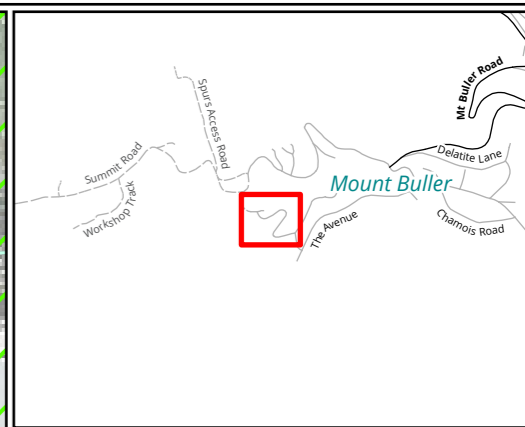 Mt Buller Road
Spurs Access Road
Delatite Lane
Summit Road
Mount Buller
Workshop Track
The Avenue
Chamois Road